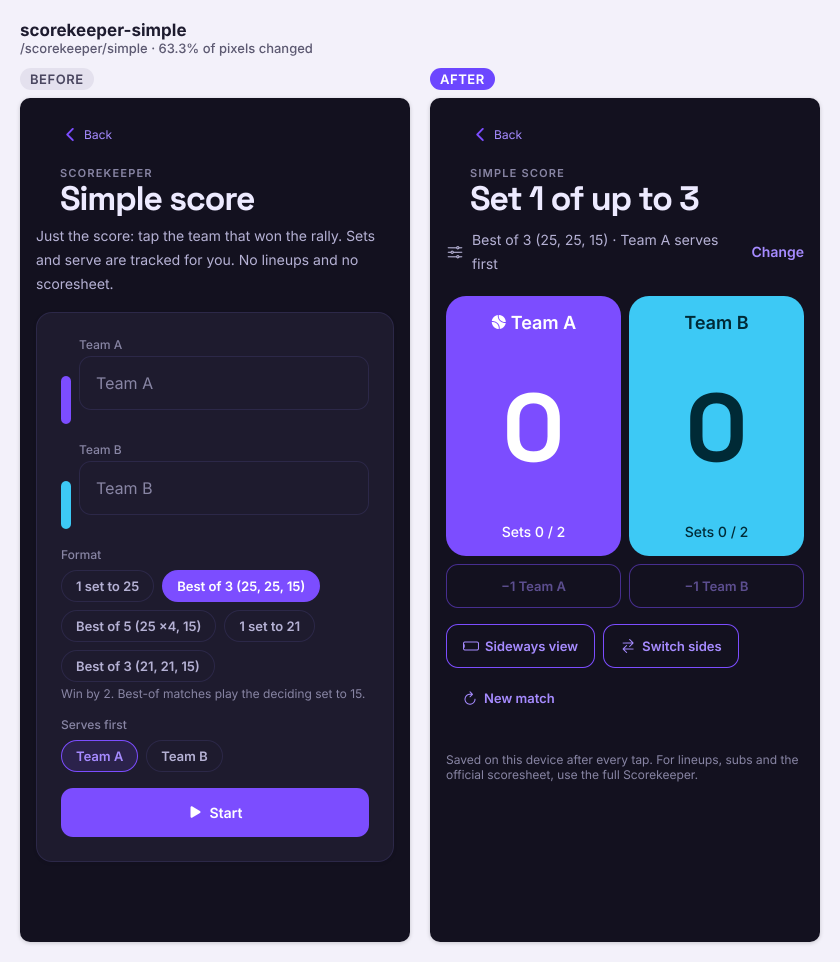 scorekeeper-simple
/scorekeeper/simple · 63.3% of pixels changed
BEFORE
Back
SCOREKEEPER
Simple score
Just the score: tap the team that won the rally. Sets
and serve are tracked for you. No lineups and no
scoresheet.
Team A
Team A
Team B
Team B
Format
1 set to 25
Best of 3 (25, 25, 15)
Best of 5 (25 ×4, 15)
1 set to 21
Best of 3 (21, 21, 15)
Win by 2. Best-of matches play the deciding set to 15.
Serves first
Team A
Team B
Start
AFTER
Back
SIMPLE SCORE
Set 1 of up to 3
Best of 3 (25, 25, 15) · Team A serves
first
Change
Team A
Team B
0
0
Sets 0 / 2
Sets 0 / 2
−1 Team A
−1 Team B
Sideways view
Switch sides
New match
Saved on this device after every tap. For lineups, subs and the
official scoresheet, use the full Scorekeeper.